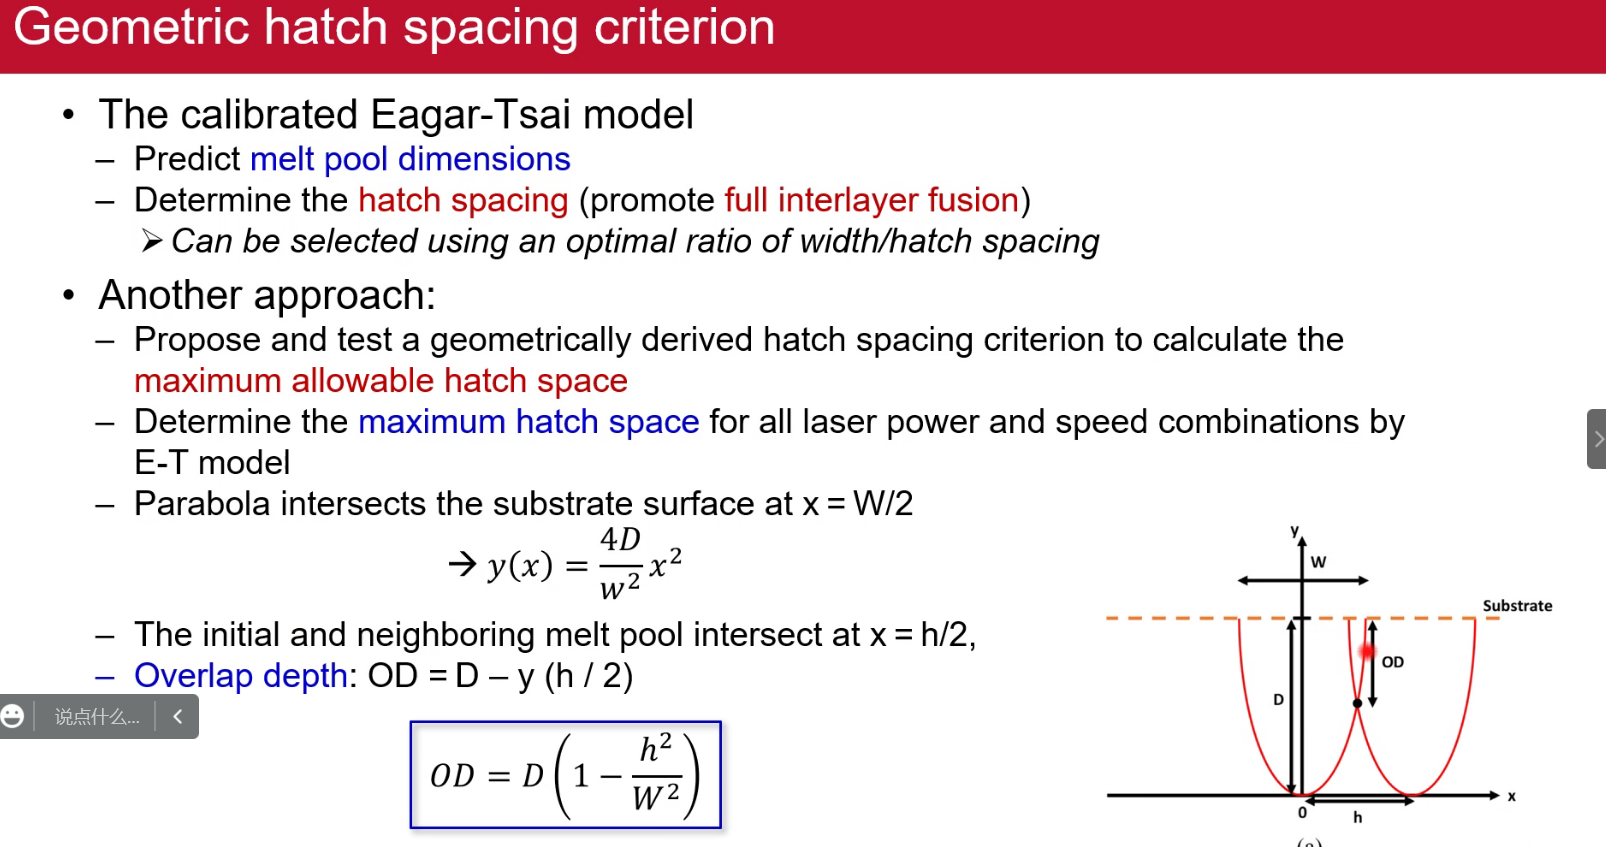 Geometric hatch spacing criterion
• The calibrated Eagar-Tsai model
– Predict melt pool dimensions
– Determine the hatch spacing (promote full interlayer fusion)
➢ Can be selected using an optimal ratio of width/hatch spacing
• Another approach:
– Propose and test a geometrically derived hatch spacing criterion to calculate the
maximum allowable hatch space
– Determine the maximum hatch space for all laser power and speed combinations by
E-T model
– Parabola intersects the substrate surface at x = W/2
→ y(x) = \frac{4D}{w^2} x^2
– The initial and neighboring melt pool intersect at x = h/2,
– Overlap depth: OD = D – y (h / 2)
说点什么...
OD = D\left(1 - \frac{h^2}{W^2}\right)
y
W
Substrate
OD
D
x
0
h
(a)